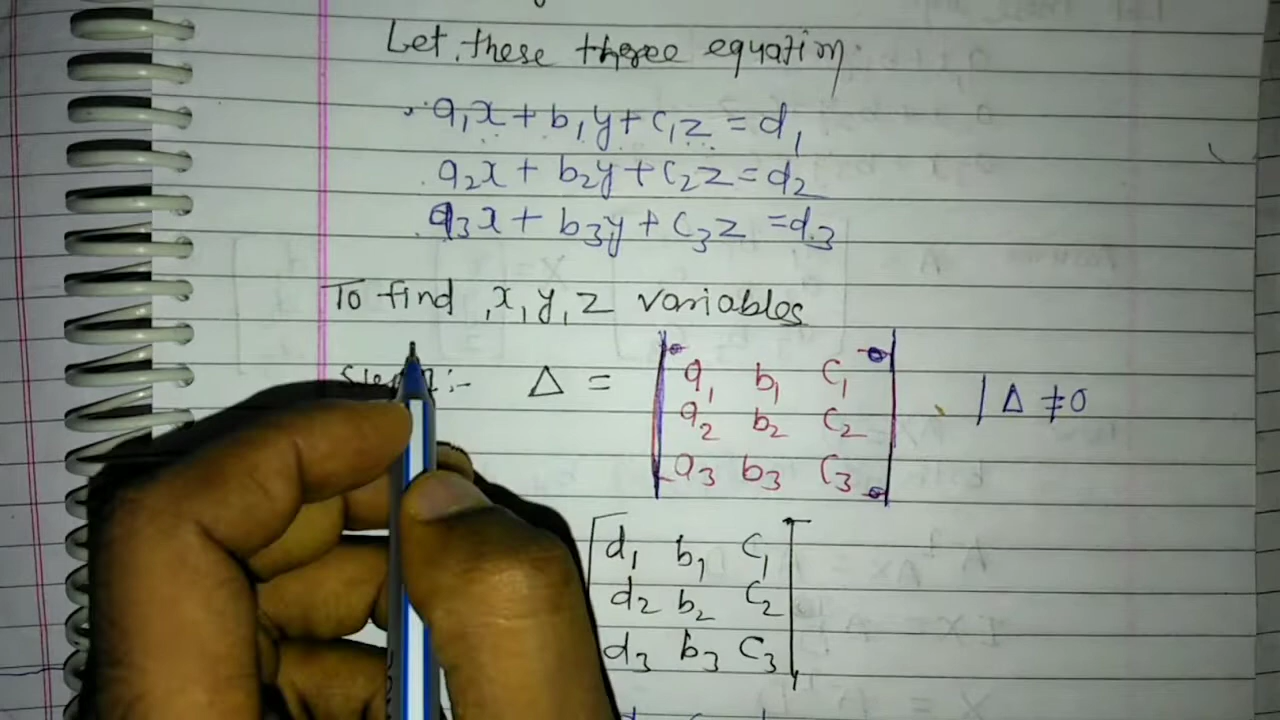 Let these three equation
a₁x + b₁y + c₁z = d₁
a₂x + b₂y + c₂z = d₂
a₃x + b₃y + c₃z = d₃
To find x, y, z variables
:- Δ = | a₁ b₁ c₁ | | Δ ≠ 0
a₂ b₂ c₂
a₃ b₃ c₃
d₁ b₁ c₁
d₂ b₂ c₂
d₃ b₃ c₃